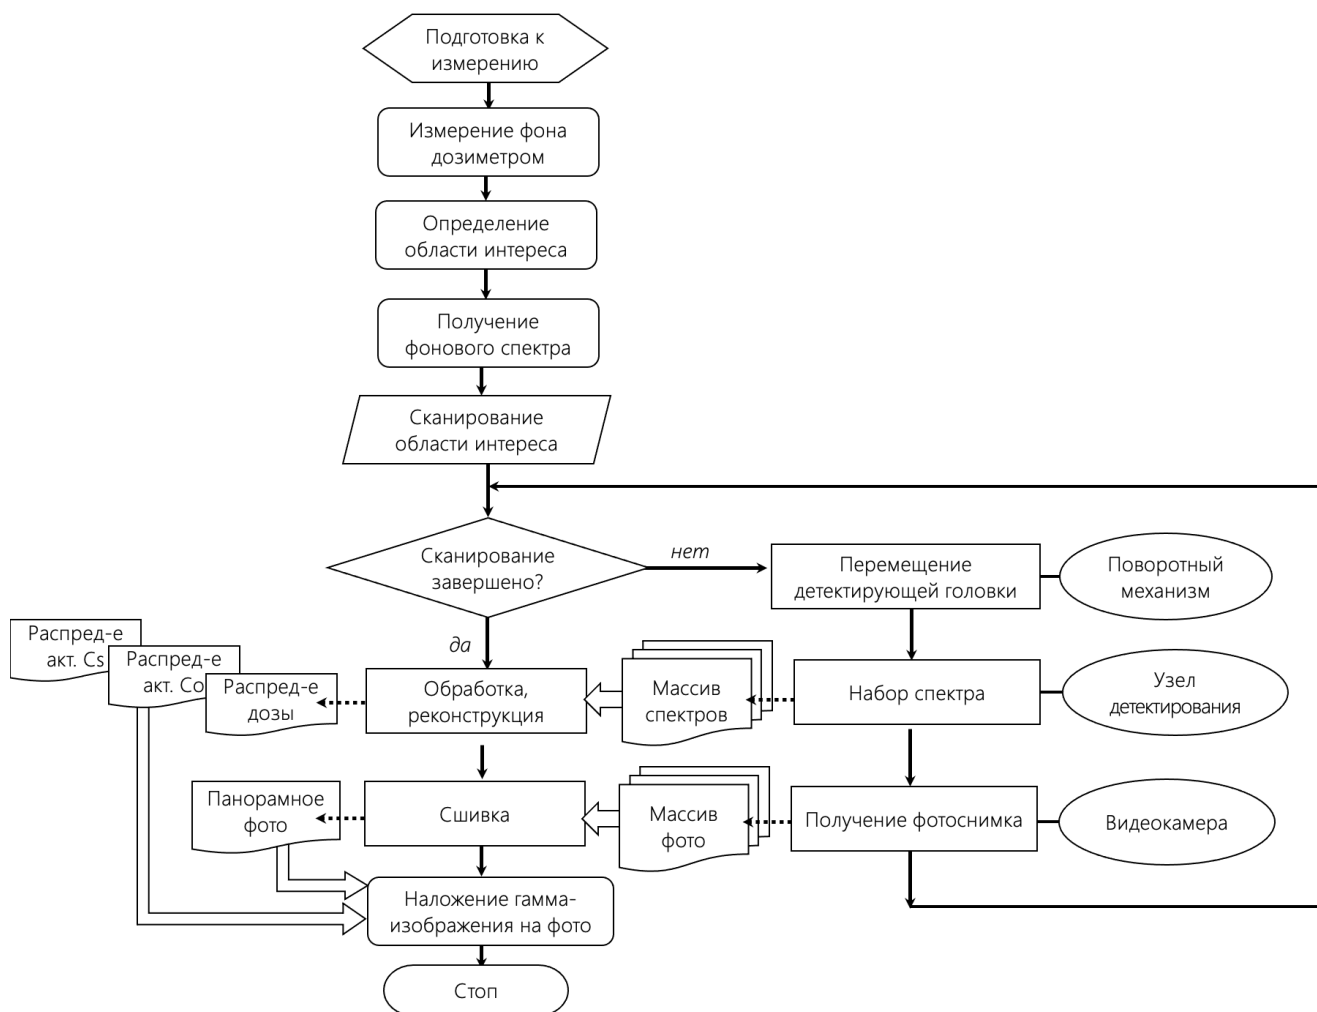 Подготовка к
измерению
Измерение фона
дозиметром
Определение
области интереса
Получение
фонового спектра
Сканирование
области интереса
Сканирование
завершено?
нет
да
Перемещение
детектирующей головки
Поворотный
механизм
Распред-е
акт. Cs
Распред-е
акт. Co
Распред-е
дозы
Обработка,
реконструкция
Массив
спектров
Набор спектра
Узел
детектирования
Панорамное
фото
Сшивка
Массив
фото
Получение фотоснимка
Видеокамера
Наложение гамма-
изображения на фото
Стоп